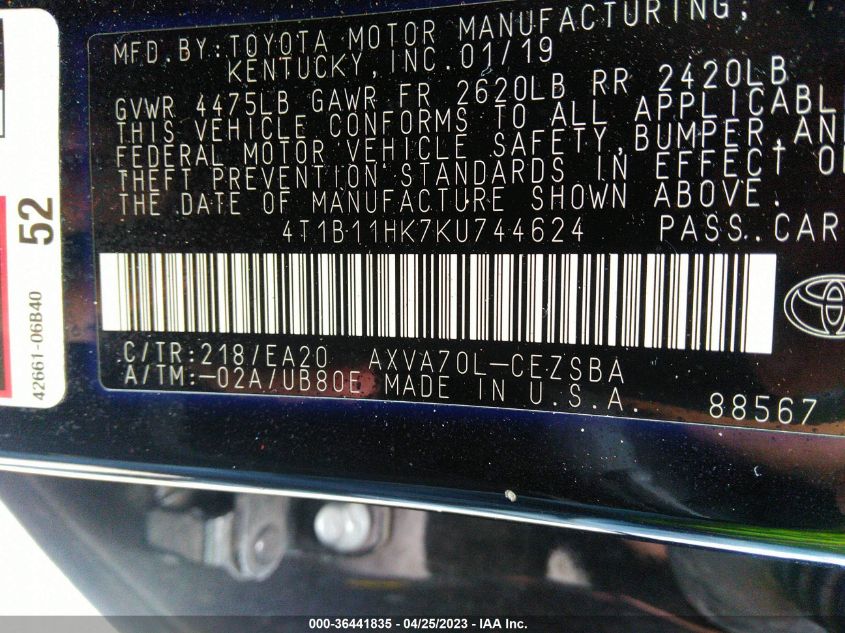 MFD.BY:TOYOTA MOTOR MANUFACTURING,
KENTUCKY,INC.01/19
GVWR 4475LB GAWR FR 2620LB RR 2420LB
THIS VEHICLE CONFORMS TO ALL APPLICABL
FEDERAL MOTOR VEHICLE SAFETY,BUMPER,AN
THEFT PREVENTION STANDARDS IN EFFECT O
THE DATE OF MANUFACTURE SHOWN ABOVE.
4T1B11HK7KU744624 PASS.CAR
C/TR:218/EA20 AXVA70L-CEZSBA
A/TM:-02A/UB80E MADE IN U.S.A.
88567
52
42661-06B40
000-36441835 - 04/25/2023 - IAA Inc.